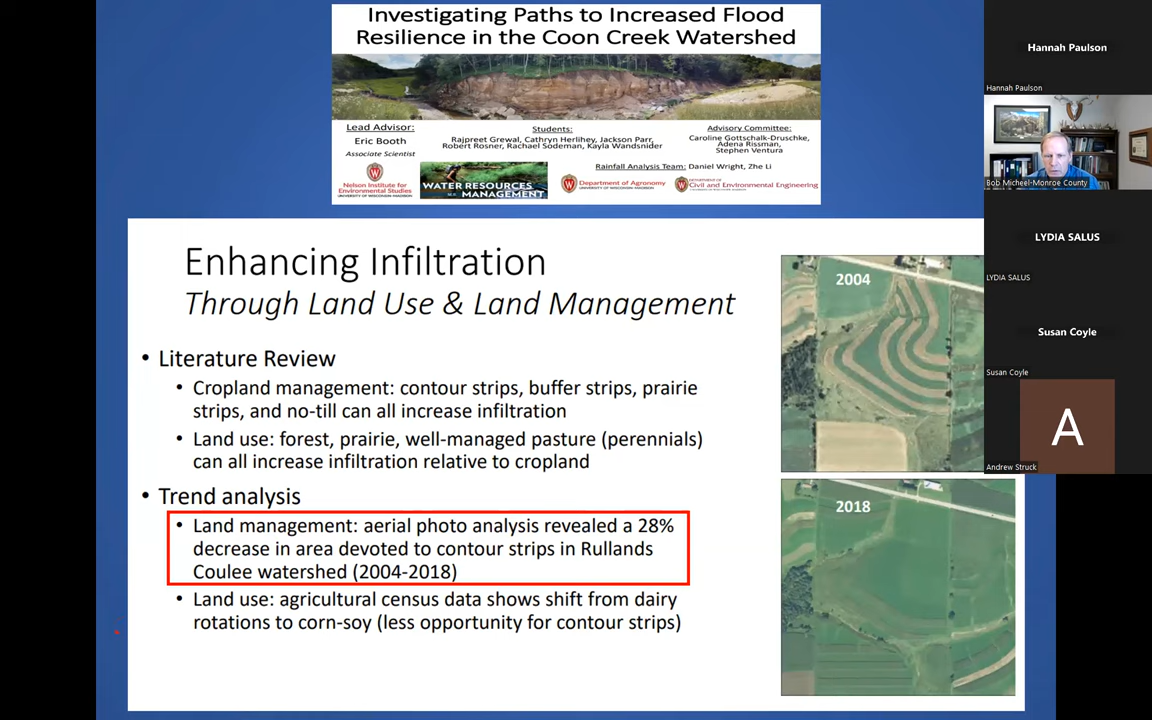 Investigating Paths to Increased Flood
Resilience in the Coon Creek Watershed
Lead Advisor:
Eric Booth
Associate Scientist
Students:
Rajpreet Grewal, Cathryn Herlihey, Jackson Parr,
Robert Rosner, Rachael Sodeman, Kayla Wandsnider
Advisory Committee:
Caroline Gottschalk-Druschke,
Adena Rissman,
Stephen Ventura
Rainfall Analysis Team: Daniel Wright, Zhe Li
Nelson Institute for
Environmental Studies
UNIVERSITY OF WISCONSIN-MADISON
WATER RESOURCES
MANAGEMENT
Department of Agronomy
UNIVERSITY OF WISCONSIN-MADISON
DEPARTMENT OF
Civil and Environmental Engineering
UNIVERSITY OF WISCONSIN-MADISON
Enhancing Infiltration
Through Land Use & Land Management
• Literature Review
• Cropland management: contour strips, buffer strips, prairie
strips, and no-till can all increase infiltration
• Land use: forest, prairie, well-managed pasture (perennials)
can all increase infiltration relative to cropland
• Trend analysis
• Land management: aerial photo analysis revealed a 28%
decrease in area devoted to contour strips in Rullands
Coulee watershed (2004-2018)
• Land use: agricultural census data shows shift from dairy
rotations to corn-soy (less opportunity for contour strips)
2004
2018
Hannah Paulson
Hannah Paulson
Bob Micheel-Monroe County
LYDIA SALUS
LYDIA SALUS
Susan Coyle
Susan Coyle
A
Andrew Struck